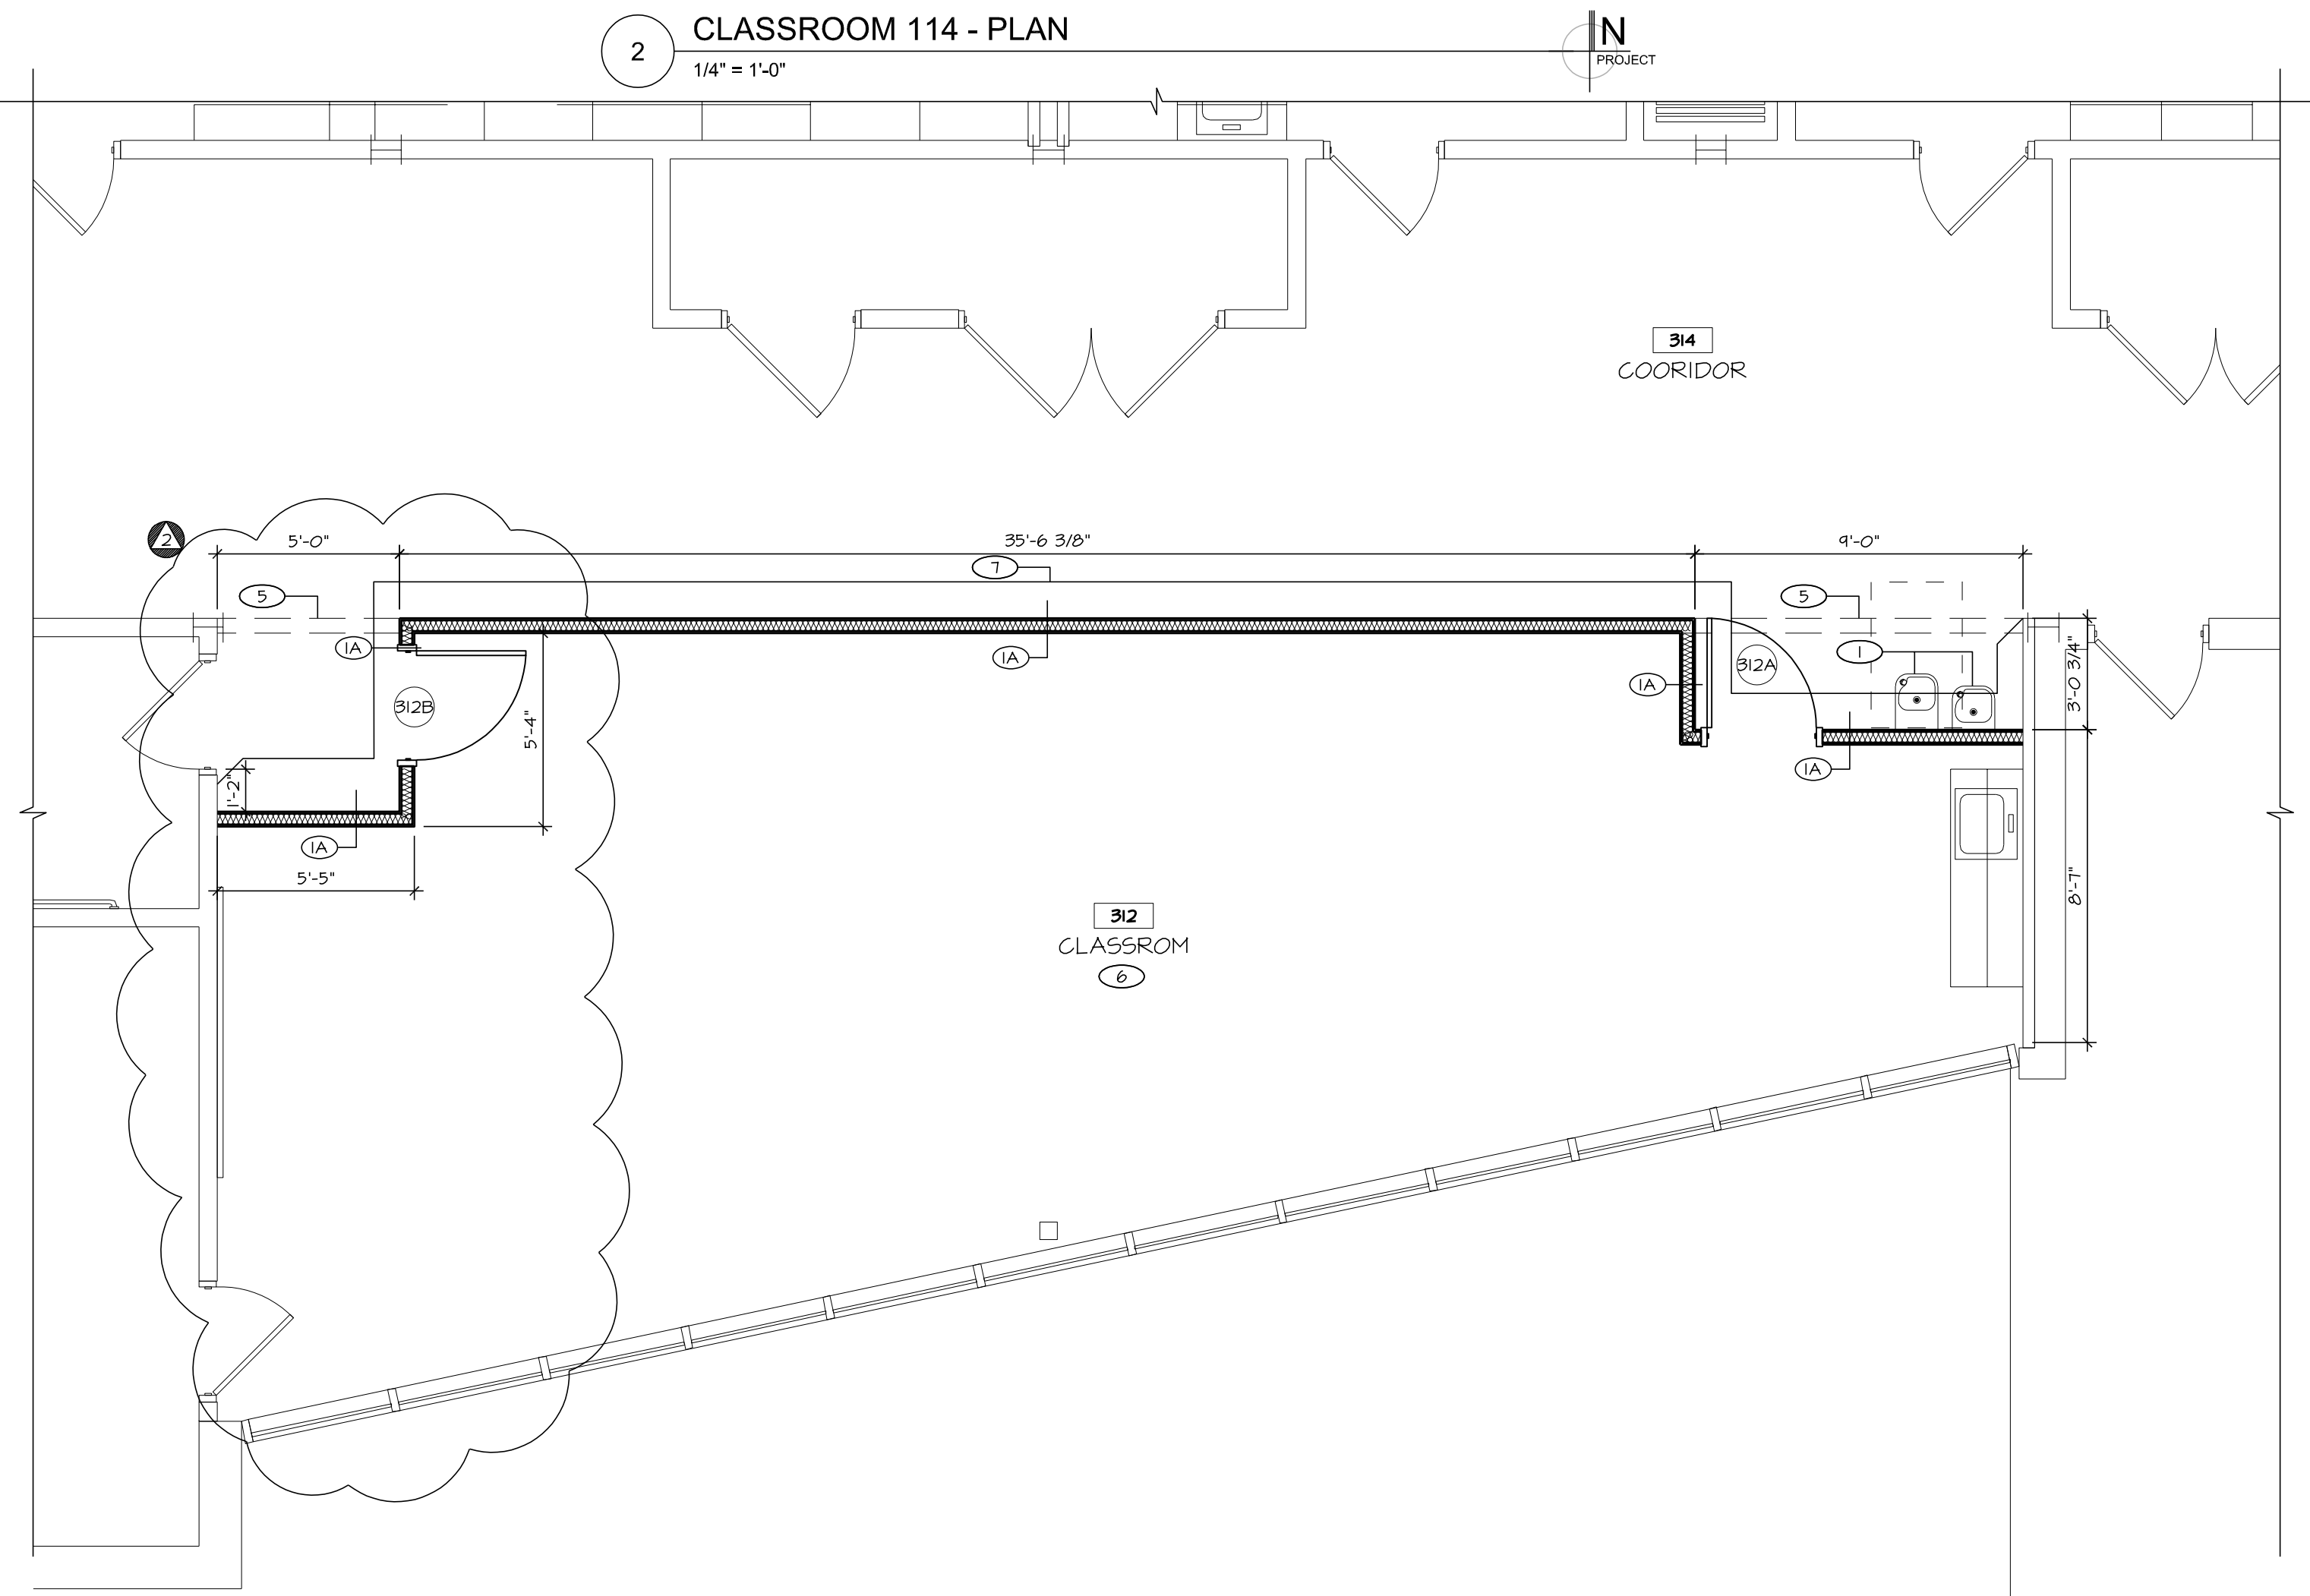 2
CLASSROOM 114 - PLAN
1/4" = 1'-0"
N
PROJECT
314
COORIDOR
2
5'-0"
35'-6 3/8"
9'-0"
7
5
5
1A
1A
1A
312A
1
3'-0 3/4"
312B
5'-4"
1'-2"
1A
1A
5'-5"
8'-7"
312
CLASSROM
6